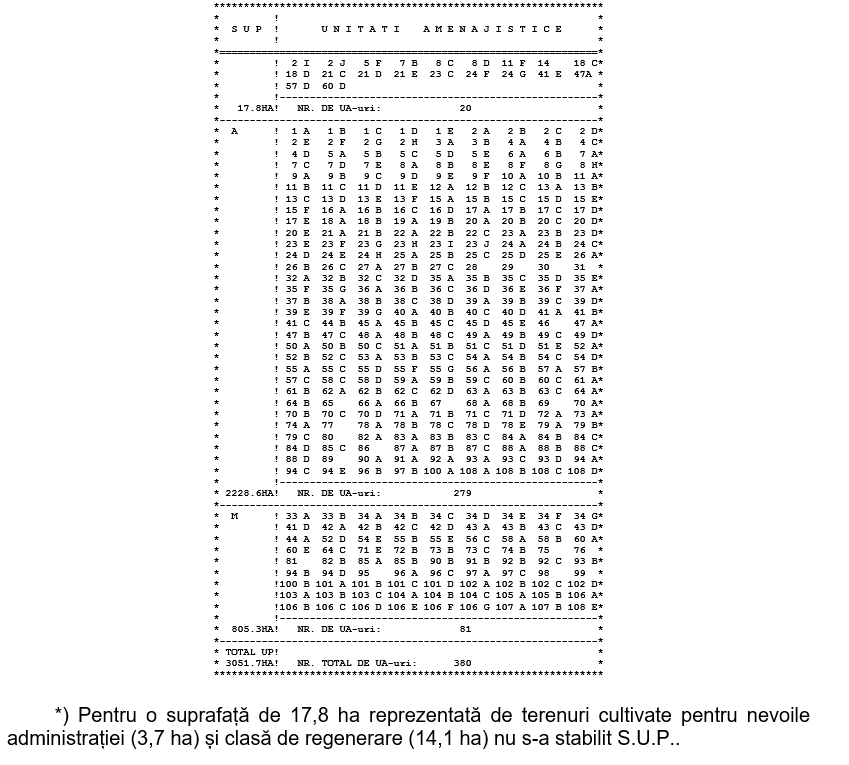 *****************************************************************
*         !                                                     *
*  S U P  !      U N I T A T I   A M E N A J I S T I C E        *
*         !                                                     *
*===============================================================*
*         !  2 I   2 J   5 F   7 B   8 C   8 D  11 F  14    18 C*
*         ! 18 D  21 C  21 D  21 E  23 C  24 F  24 G  41 E  47A *
*         ! 57 D  60 D                                          *
*         !-----------------------------------------------------*
*   17.8HA!   NR. DE UA-uri:             20                     *
*---------------------------------------------------------------*
*  A      !  1 A   1 B   1 C   1 D   1 E   2 A   2 B   2 C   2 D*
*         !  2 E   2 F   2 G   2 H   3 A   3 B   4 A   4 B   4 C*
*         !  4 D   5 A   5 B   5 C   5 D   5 E   6 A   6 B   7 A*
*         !  7 C   7 D   7 E   8 A   8 B   8 E   8 F   8 G   8 H*
*         !  9 A   9 B   9 C   9 D   9 E   9 F  10 A  10 B  11 A*
*         ! 11 B  11 C  11 D  11 E  12 A  12 B  12 C  13 A  13 B*
*         ! 13 C  13 D  13 E  13 F  15 A  15 B  15 C  15 D  15 E*
*         ! 15 F  16 A  16 B  16 C  16 D  17 A  17 B  17 C  17 D*
*         ! 17 E  18 A  18 B  19 A  19 B  20 A  20 B  20 C  20 D*
*         ! 20 E  21 A  21 B  22 A  22 B  22 C  23 A  23 B  23 D*
*         ! 23 E  23 F  23 G  23 H  23 I  23 J  24 A  24 B  24 C*
*         ! 24 D  24 E  24 H  25 A  25 B  25 C  25 D  25 E  26 A*
*         ! 26 B  26 C  27 A  27 B  27 C  28    29    30    31  *
*         ! 32 A  32 B  32 C  32 D  35 A  35 B  35 C  35 D  35 E*
*         ! 35 F  35 G  36 A  36 B  36 C  36 D  36 E  36 F  37 A*
*         ! 37 B  38 A  38 B  38 C  38 D  39 A  39 B  39 C  39 D*
*         ! 39 E  39 F  39 G  40 A  40 B  40 C  40 D  41 A  41 B*
*         ! 41 C  44 B  45 A  45 B  45 C  45 D  45 E  46    47 A*
*         ! 47 B  47 C  48 A  48 B  48 C  49 A  49 B  49 C  49 D*
*         ! 50 A  50 B  50 C  51 A  51 B  51 C  51 D  51 E  52 A*
*         ! 52 B  52 C  53 A  53 B  53 C  54 A  54 B  54 C  54 D*
*         ! 55 A  55 C  55 D  55 F  55 G  56 A  56 B  57 A  57 B*
*         ! 57 C  58 C  58 D  59 A  59 B  59 C  60 B  60 C  61 A*
*         ! 61 B  62 A  62 B  62 C  62 D  63 A  63 B  63 C  64 A*
*         ! 64 B  65    66 A  66 B  67    68 A  68 B  69    70 A*
*         ! 70 B  70 C  70 D  71 A  71 B  71 C  71 D  72 A  73 A*
*         ! 74 A  77    78 A  78 B  78 C  78 D  78 E  79 A  79 B*
*         ! 79 C  80    82 A  83 A  83 B  83 C  84 A  84 B  84 C*
*         ! 84 D  85 C  86    87 A  87 B  87 C  88 A  88 B  88 C*
*         ! 88 D  89    90 A  91 A  92 A  93 A  93 C  93 D  94 A*
*         ! 94 C  94 E  96 B  97 B 100 A 108 A 108 B 108 C 108 D*
*         !-----------------------------------------------------*
* 2228.6HA!   NR. DE UA-uri:            279                     *
*---------------------------------------------------------------*
*  M      ! 33 A  33 B  34 A  34 B  34 C  34 D  34 E  34 F  34 G*
*         ! 41 D  42 A  42 B  42 C  42 D  43 A  43 B  43 C  43 D*
*         ! 44 A  52 D  54 E  55 B  55 E  56 C  58 A  58 B  60 A*
*         ! 60 E  64 C  71 E  72 B  73 B  73 C  74 B  75    76  *
*         ! 81    82 B  85 A  85 B  90 B  91 B  92 B  92 C  93 B*
*         ! 94 B  94 D  95    96 A  96 C  97 A  97 C  98    99  *
*         !100 B 101 A 101 B 101 C 101 D 102 A 102 B 102 C 102 D*
*         !103 A 103 B 103 C 104 A 104 B 104 C 105 A 105 B 106 A*
*         !106 B 106 C 106 D 106 E 106 F 106 G 107 A 107 B 108 E*
*         !-----------------------------------------------------*
*  805.3HA!   NR. DE UA-uri:             81                     *
*---------------------------------------------------------------*
* TOTAL UP!                                                     *
* 3051.7HA!   NR. TOTAL DE UA-uri:      380                     *
*****************************************************************
*) Pentru o suprafață de 17,8 ha reprezentată de terenuri cultivate pentru nevoile
administrației (3,7 ha) și clasă de regenerare (14,1 ha) nu s-a stabilit S.U.P..